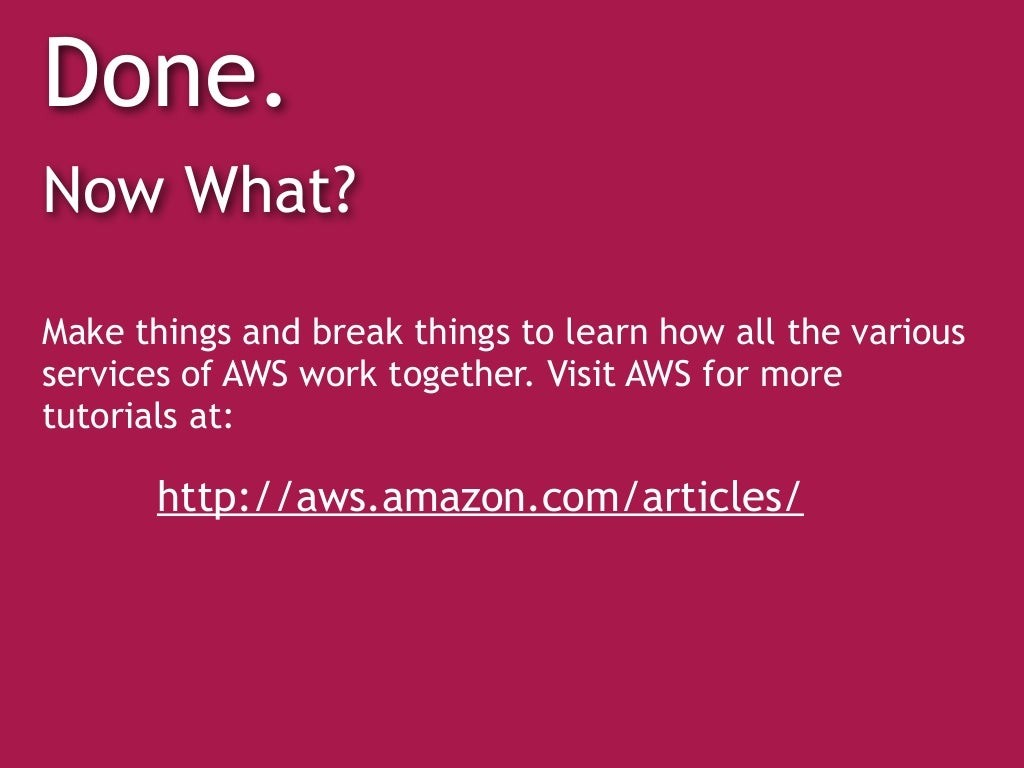 Done.
Now What?
Make things and break things to learn how all the various
services of AWS work together. Visit AWS for more
tutorials at:
http://aws.amazon.com/articles/